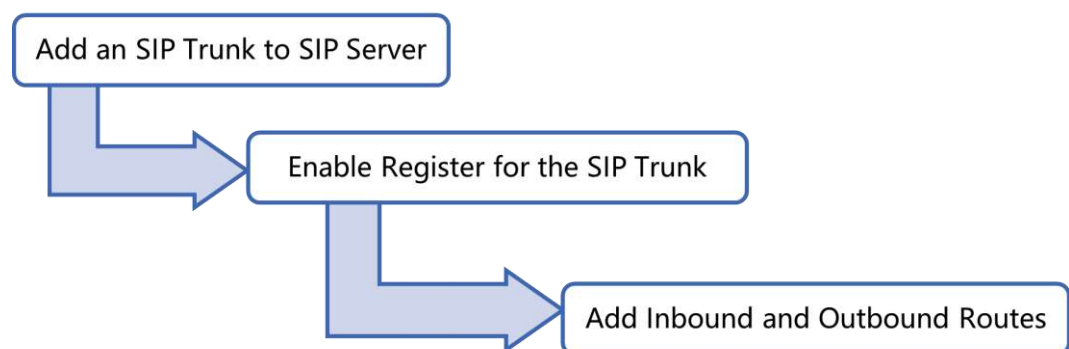 Add an SIP Trunk to SIP Server
Enable Register for the SIP Trunk
Add Inbound and Outbound Routes